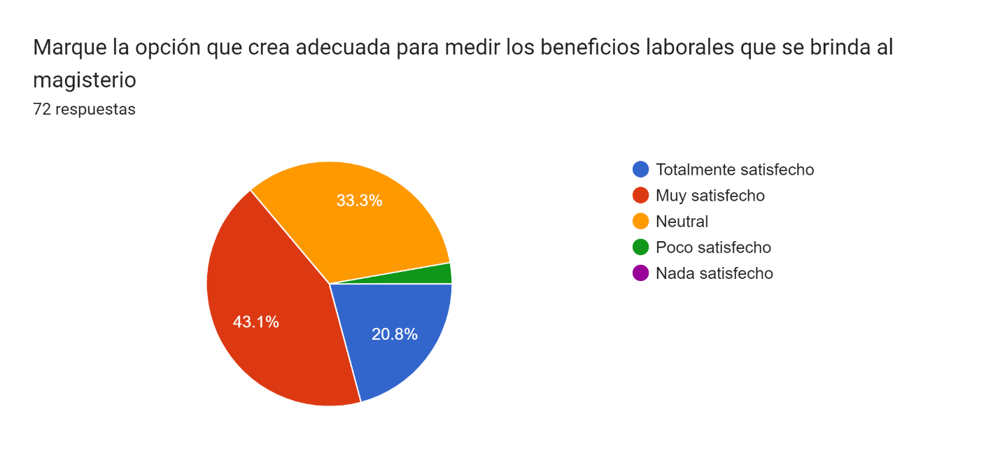 Marque la opción que crea adecuada para medir los beneficios laborales que se brinda al
magisterio
72 respuestas
33.3%
43.1%
20.8%
Totalmente satisfecho
Muy satisfecho
Neutral
Poco satisfecho
Nada satisfecho